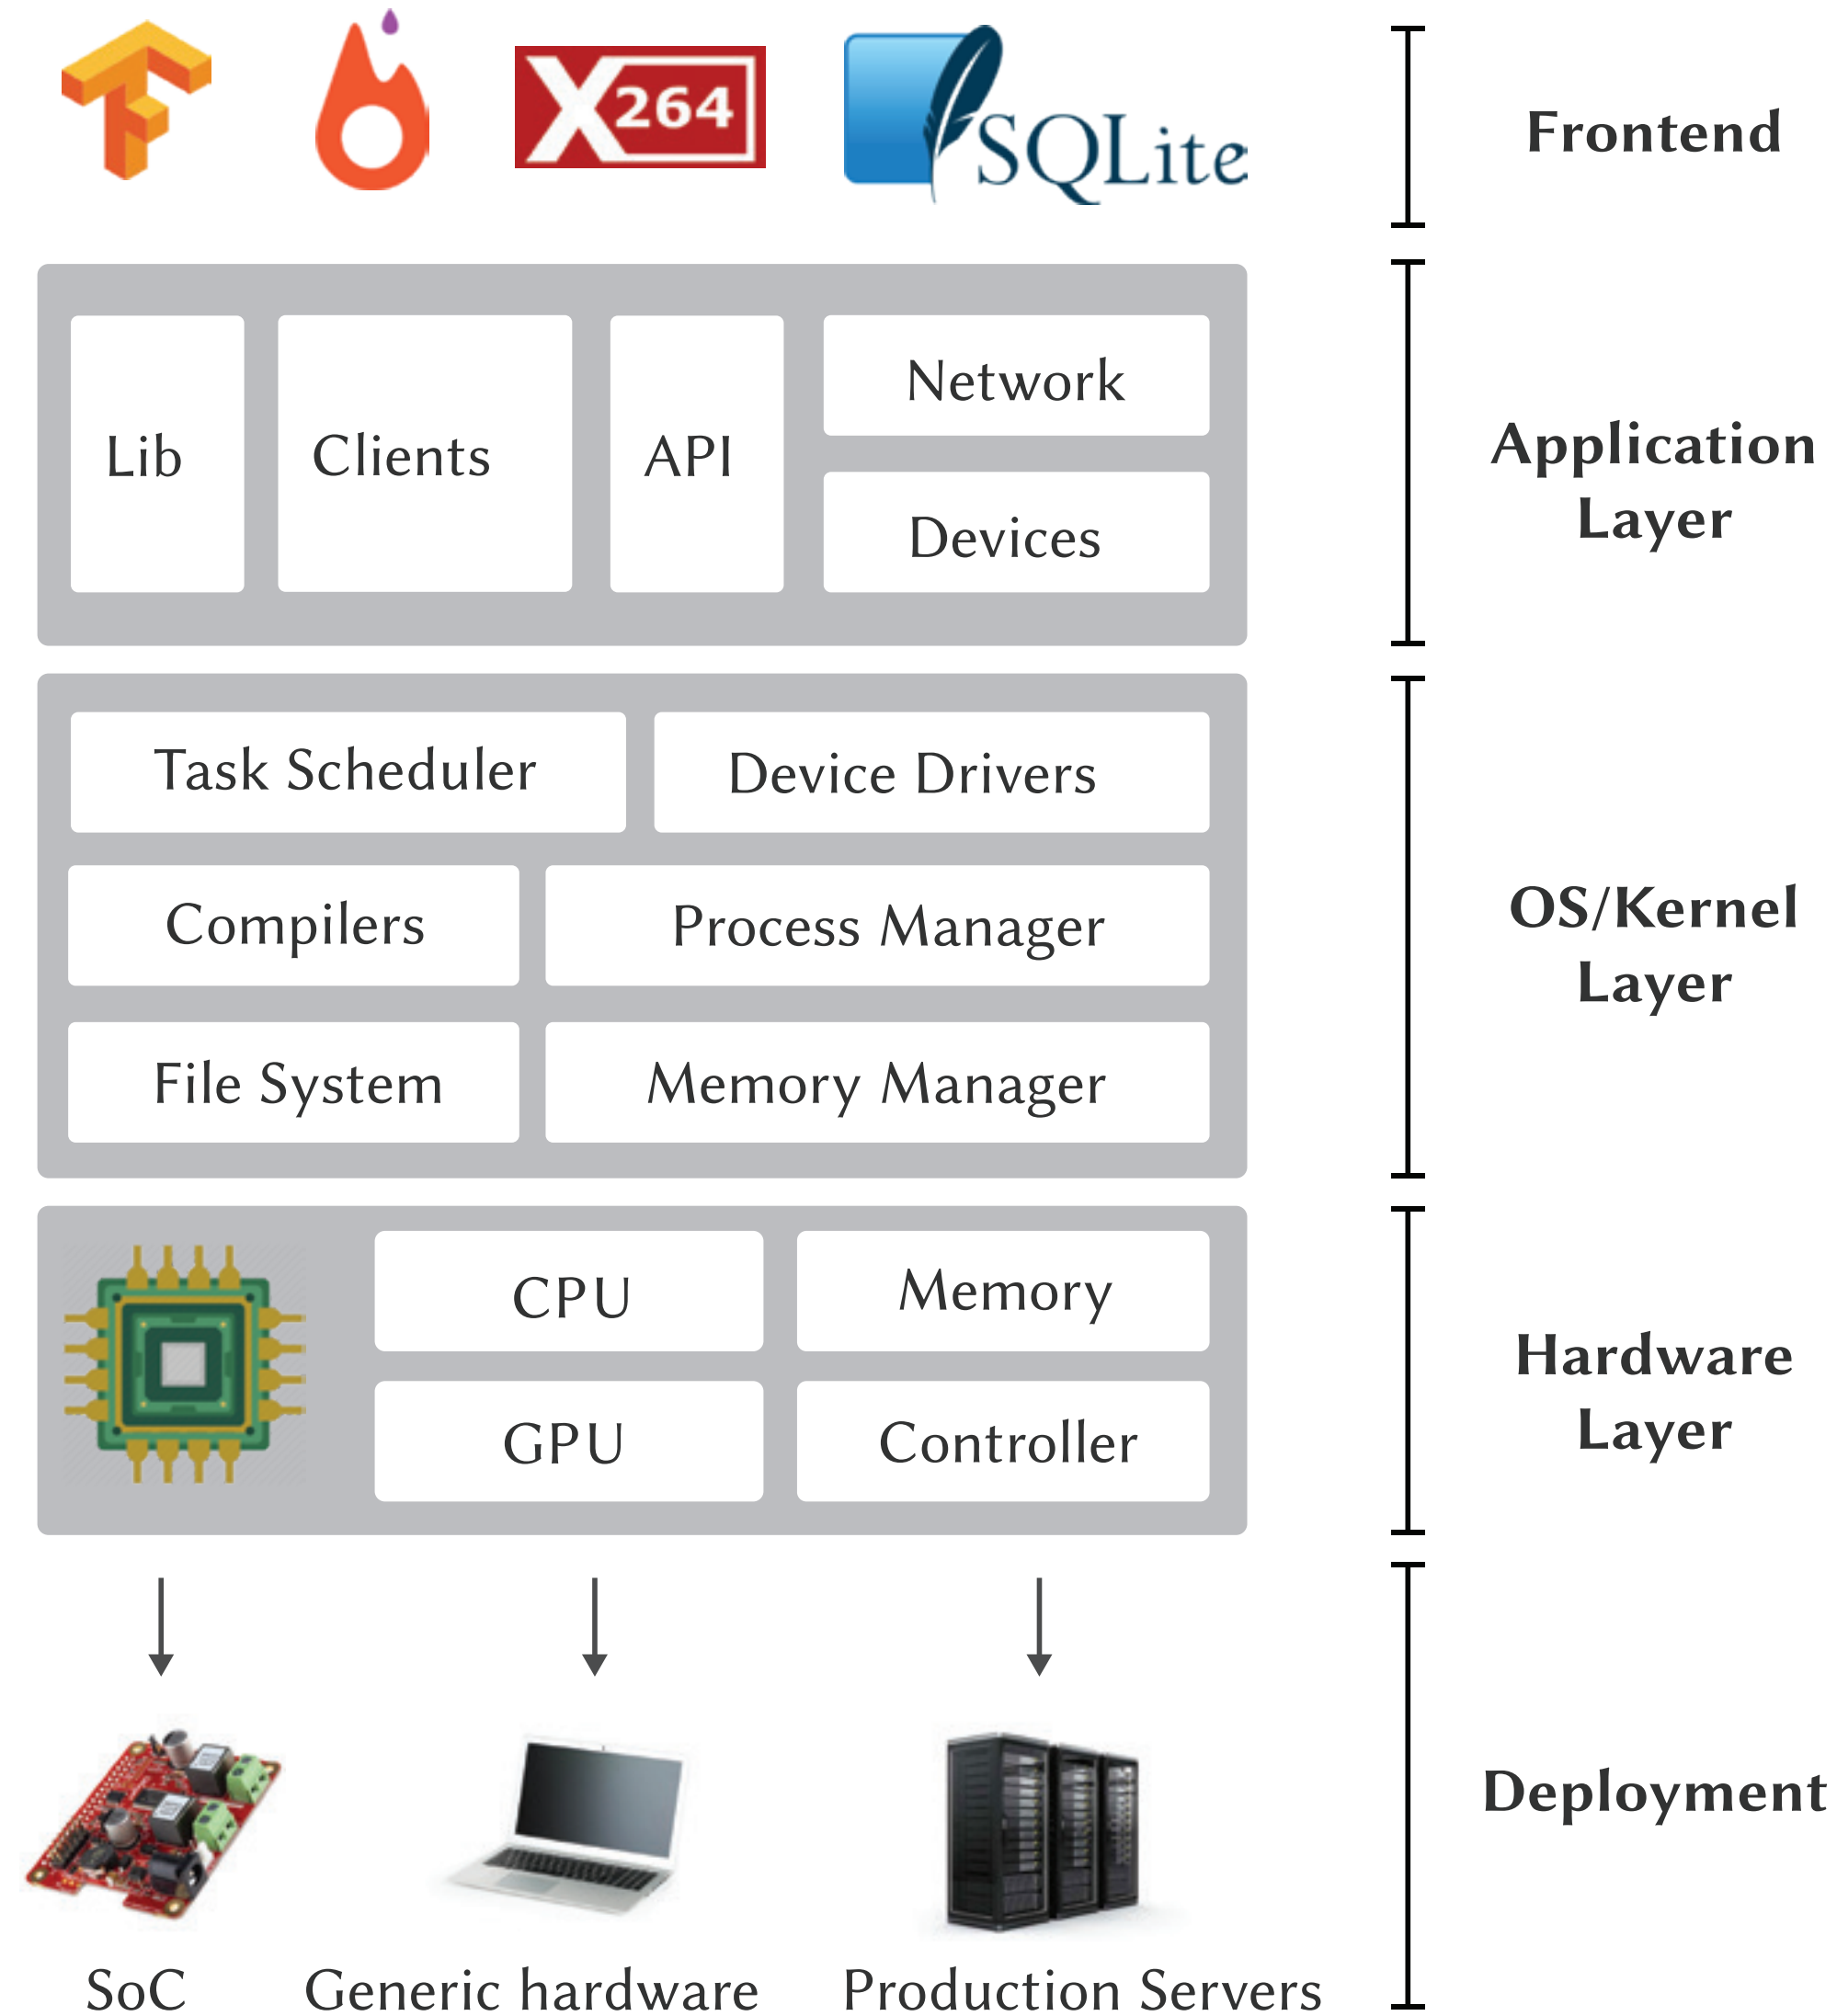 X264
SQLite
Frontend
Lib
Clients
API
Network
Devices
Application
Layer
Task Scheduler
Device Drivers
Compilers
Process Manager
File System
Memory Manager
OS/Kernel
Layer
CPU
Memory
GPU
Controller
Hardware
Layer
Deployment
SoC
Generic hardware
Production Servers